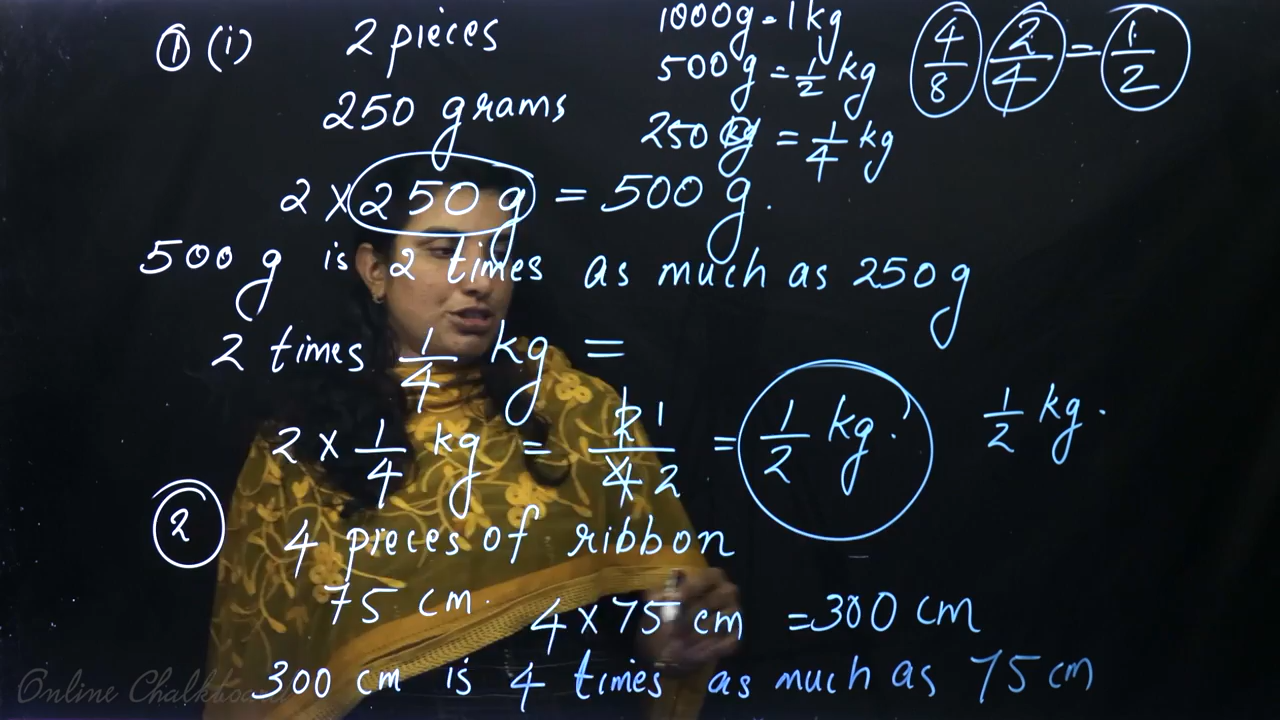 ① (i) 2 pieces
250 grams
1000g = 1 kg
500 g = 1/2 kg
250 g = 1/4 kg
4/8 2/4 = 1/2
2 × 250 g = 500 g.
500 g is 2 times as much as 250 g
2 times 1/4 kg =
2 × 1/4 kg = 2 1 / 4 2 = 1/2 kg. 1/2 kg.
② 4 pieces of ribbon
75 cm.
4 × 75 cm = 300 cm
300 cm is 4 times as much as 75 cm
Online Chalkboard